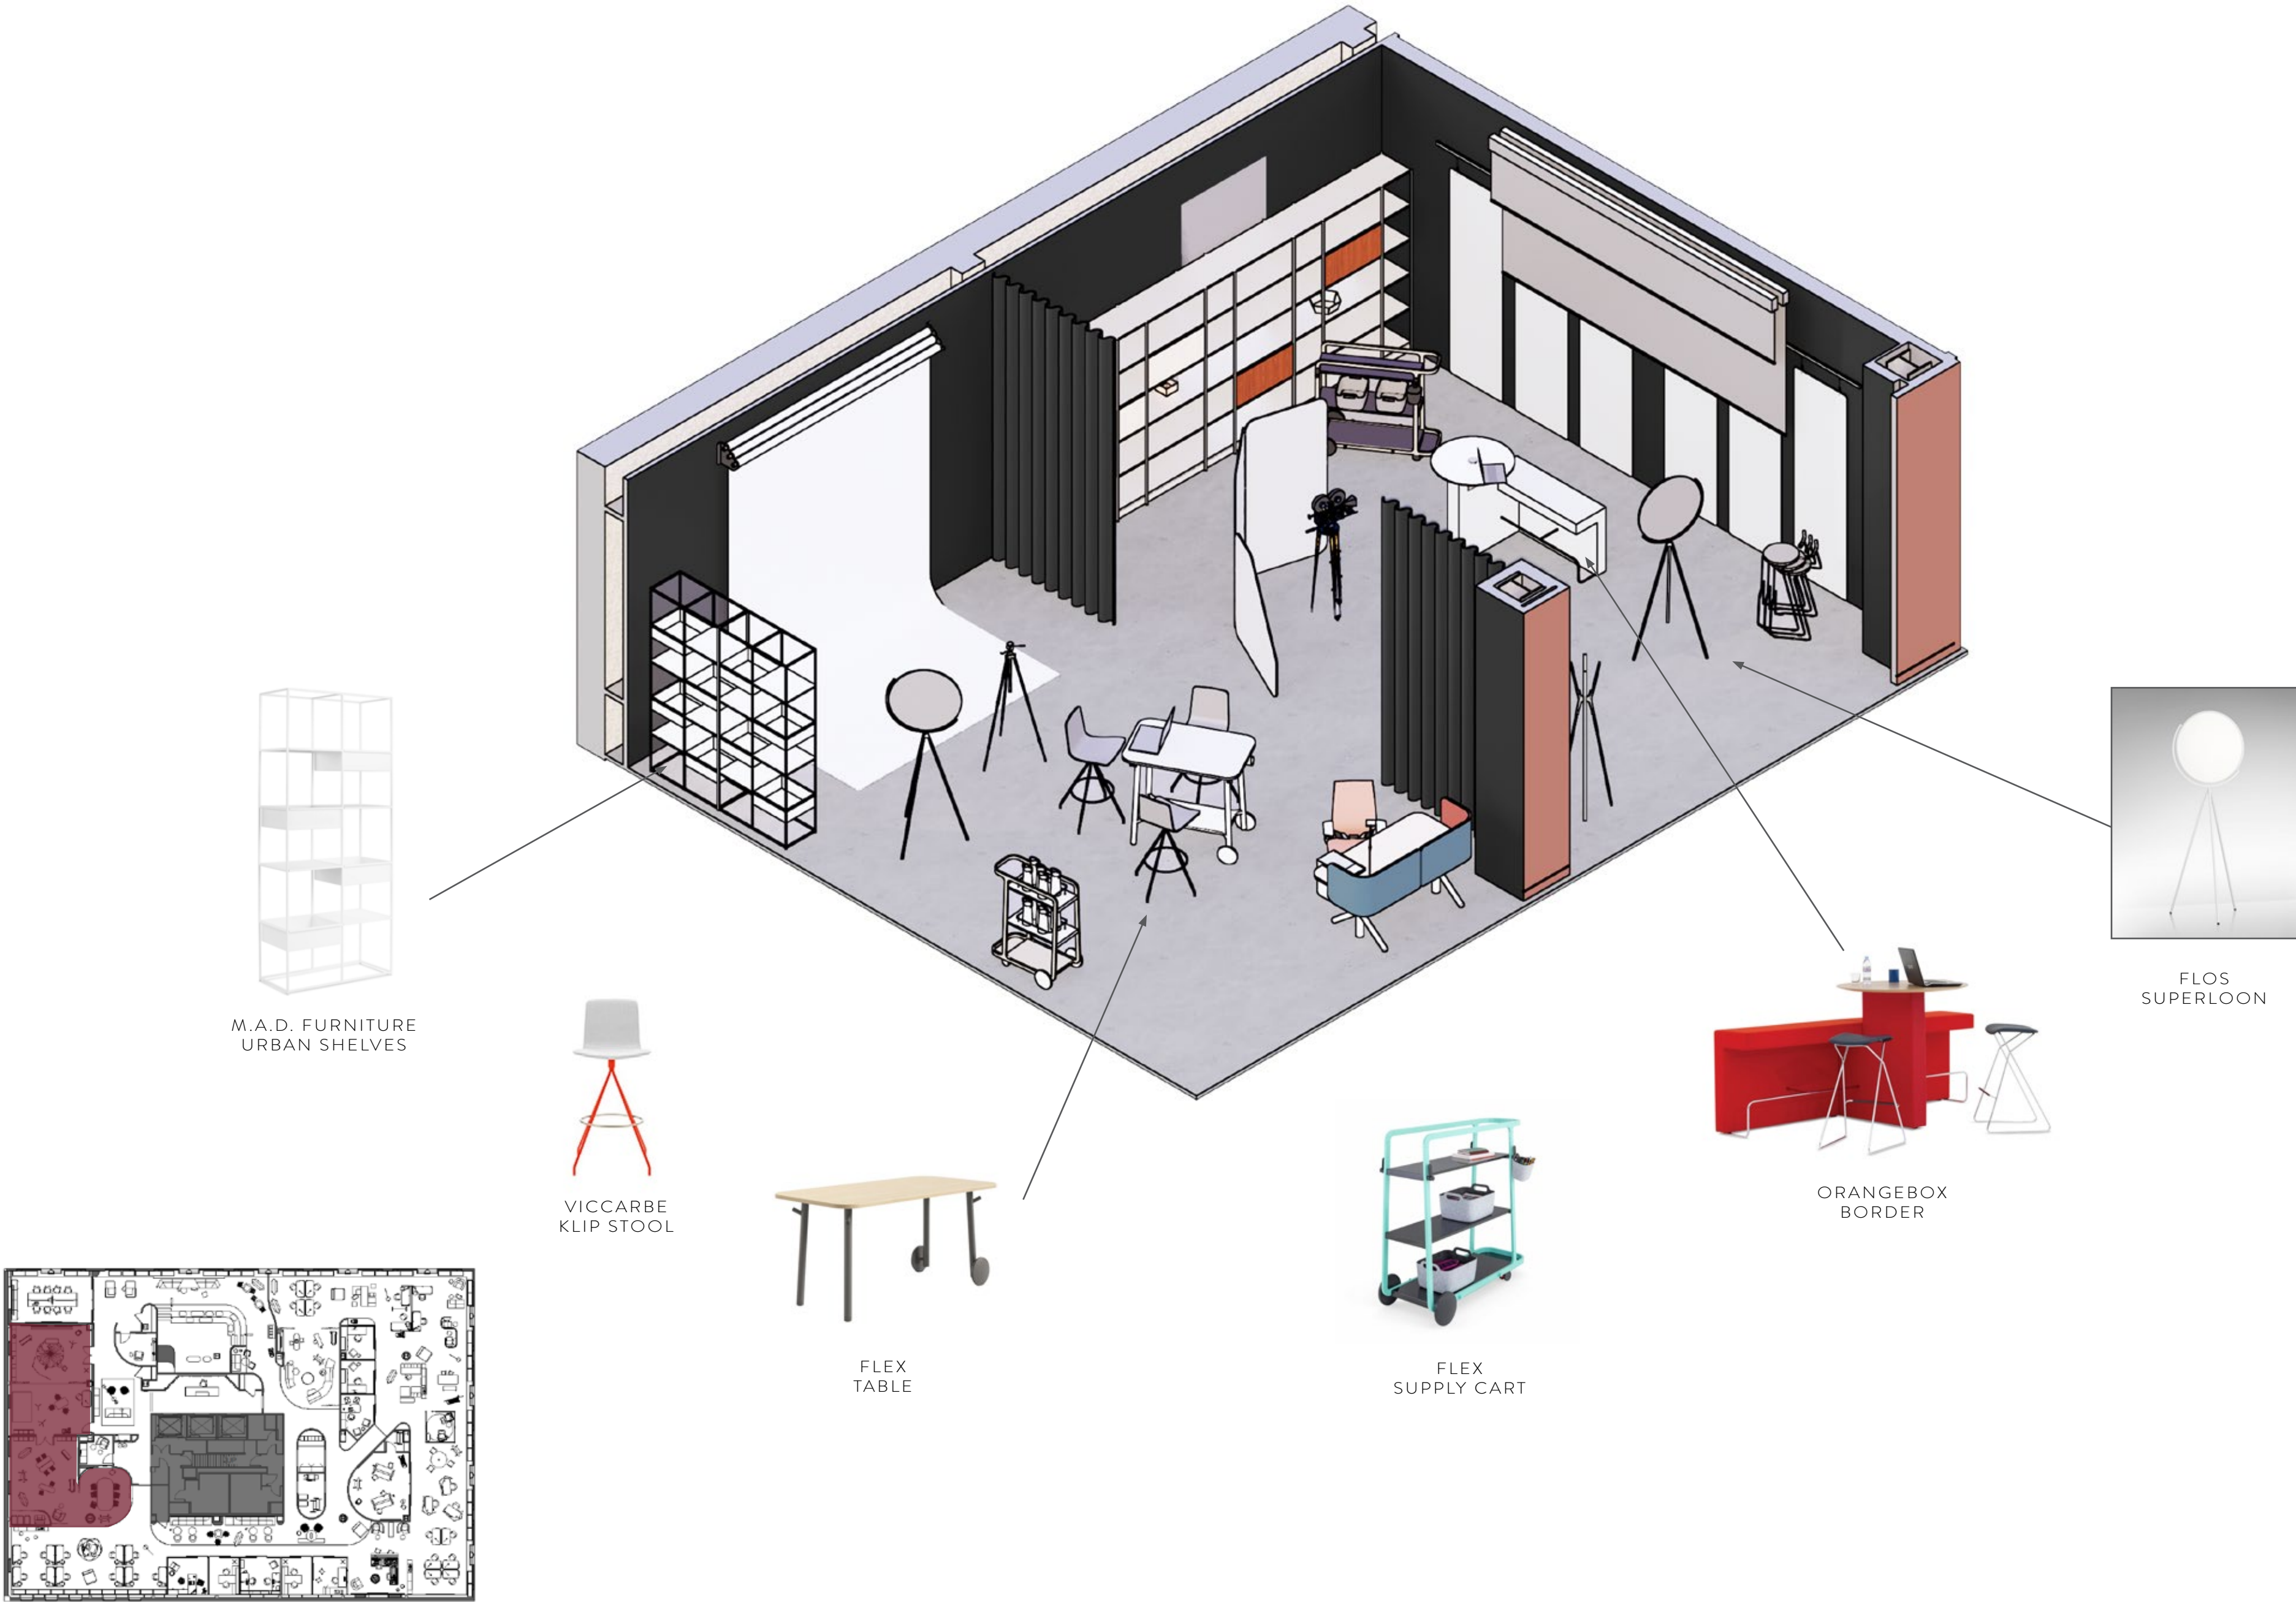 M.A.D. FURNITURE
URBAN SHELVES
VICCARBE
KLIP STOOL
FLEX
TABLE
FLEX
SUPPLY CART
ORANGEBOX
BORDER
FLOS
SUPERLOON